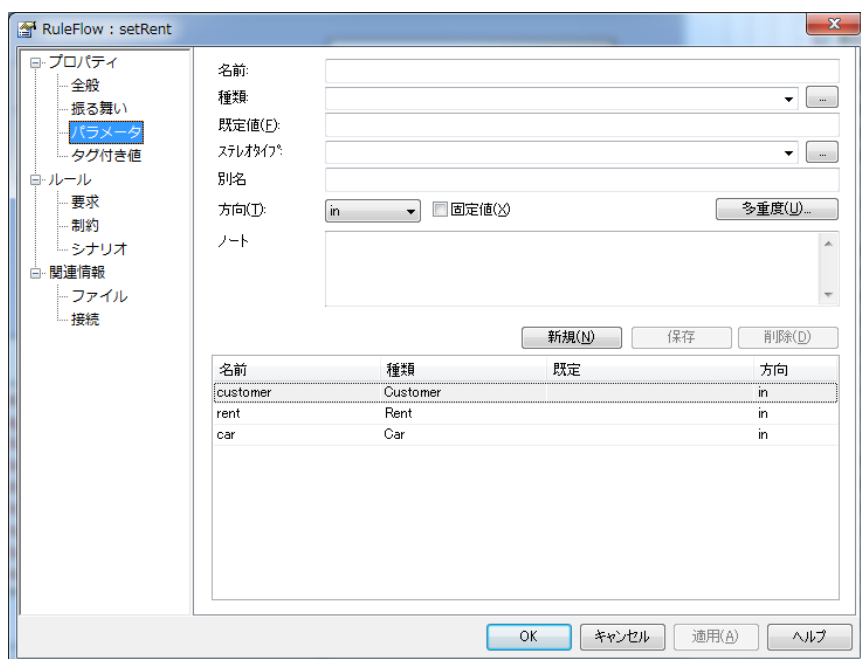 RuleFlow : setRent
プロパティ
全般
振る舞い
パラメータ
タグ付き値
ルール
要求
制約
シナリオ
関連情報
ファイル
接続
名前:
種類:
...
既定値(F):
ステレオタイプ:
...
別名
方向(T): in 固定値(X) 多重度(U)...
ノート
新規(N) 保存 削除(D)
名前 種類 既定 方向
customer Customer in
rent Rent in
car Car in
OK キャンセル 適用(A) ヘルプ